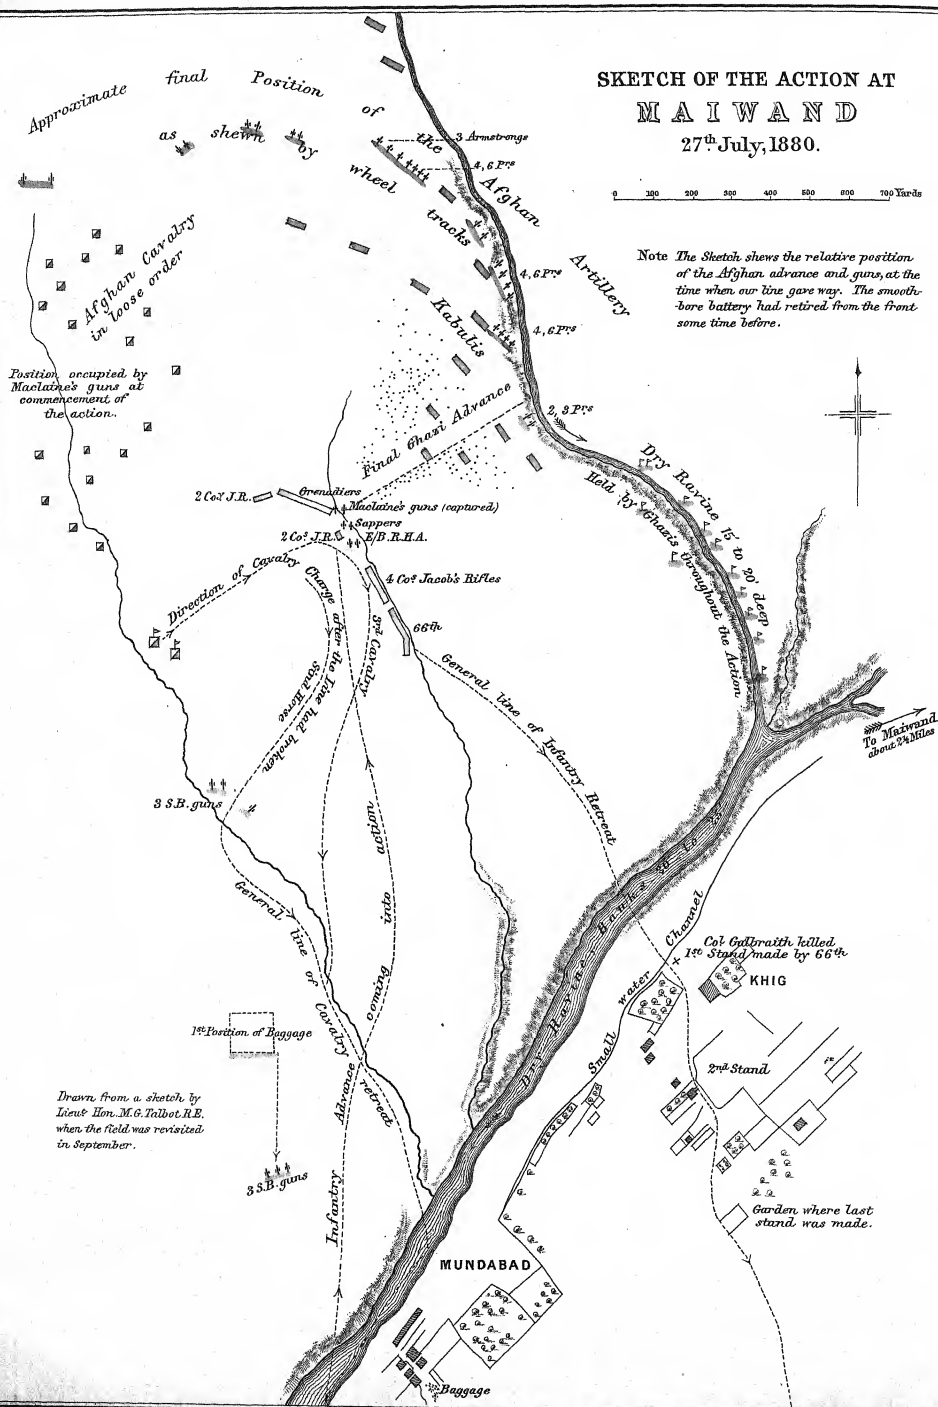 SKETCH OF THE ACTION AT
MAIWAND
27th July, 1880.
0 100 200 300 400 500 600 700 Yards
Note The Sketch shews the relative position
of the Afghan advance and guns, at the
time when our line gave way. The smooth-
-bore battery had retired from the front
some time before.
Approximate final Position of the Afghan Artillery
as shewn by wheel tracks
3 Armstrongs
4, 6 Prs
4, 6 Prs
4, 6 Prs
2, 3 Prs
Kabulis
Afghan Cavalry
in loose order
Position occupied by
Maclaine's guns at
commencement of
the action.
Final Ghazi Advance
Dry Ravine 15' to 20' deep
Held by Ghazis throughout the Action
2 Cos J.R.
Grenadiers
Maclaine's guns (captured)
Sappers
2 Cos J.R.
E/B.R.H.A.
4 Cos Jacob's Rifles
66th
Direction of Cavalry Charge after the Line had broken
3rd Cavalry
Scind Horse
General line of Infantry Retreat
To Maiwand
about 2½ Miles
3 S.B. guns
General line of Cavalry retreat
Infantry Advance coming into action
Dry Ravine Banks 20 to 25
Small water Channel
Col Galbraith killed
1st Stand made by 66th
KHIG
2nd Stand
Garden where last
stand was made.
1st Position of Baggage
Drawn from a sketch by
Lieut Hon. M.G. Talbot R.E.
when the field was revisited
in September.
3 S.B. guns
MUNDABAD
Baggage